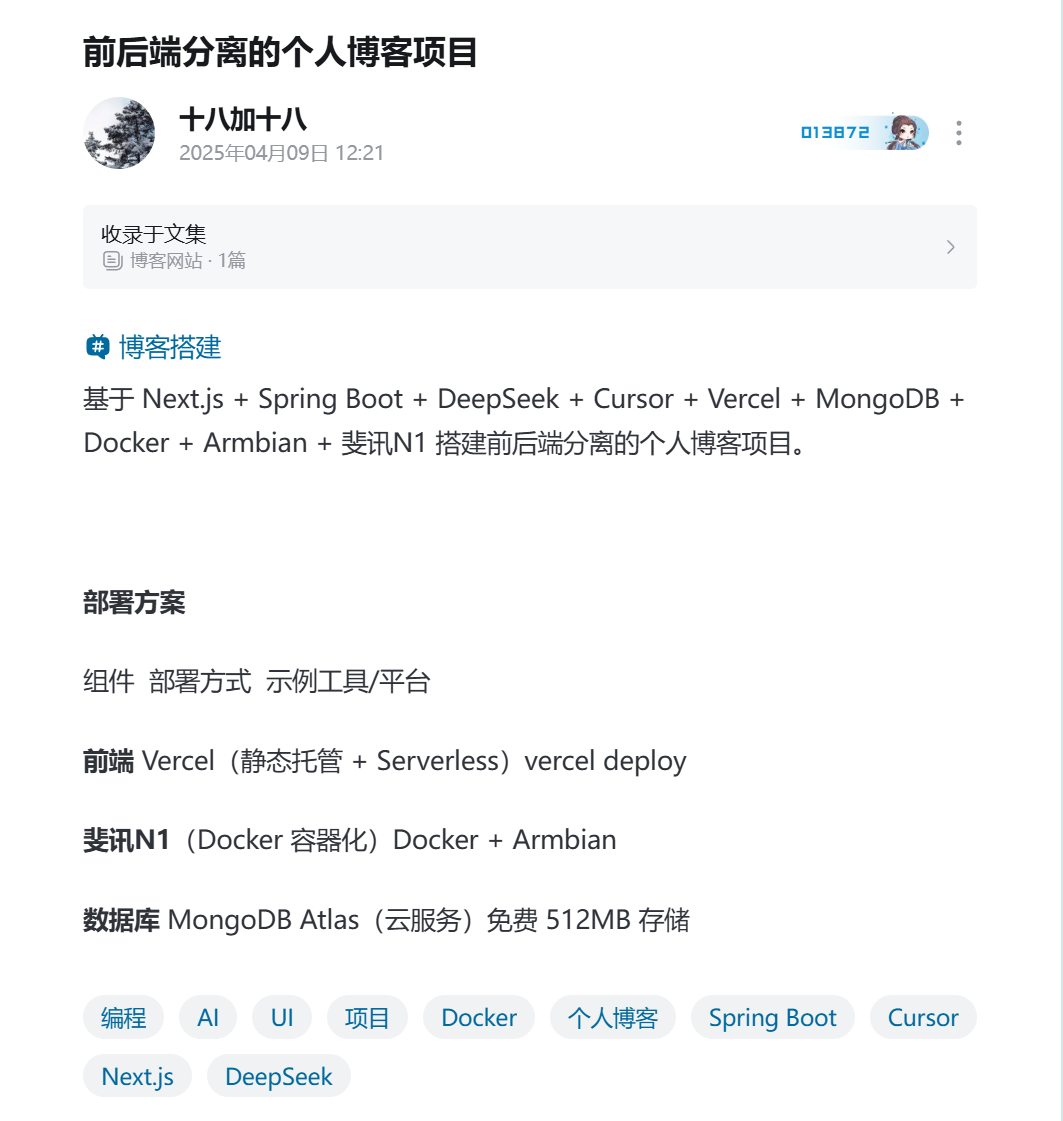 前后端分离的个人博客项目
十八加十八
2025年04月09日 12:21
013872
收录于文集
博客网站 · 1篇
# 博客搭建
基于 Next.js + Spring Boot + DeepSeek + Cursor + Vercel + MongoDB +
Docker + Armbian + 斐讯N1 搭建前后端分离的个人博客项目。
部署方案
组件 部署方式 示例工具/平台
前端 Vercel（静态托管 + Serverless）vercel deploy
斐讯N1（Docker 容器化）Docker + Armbian
数据库 MongoDB Atlas（云服务）免费 512MB 存储
编程 AI UI 项目 Docker 个人博客 Spring Boot Cursor
Next.js DeepSeek